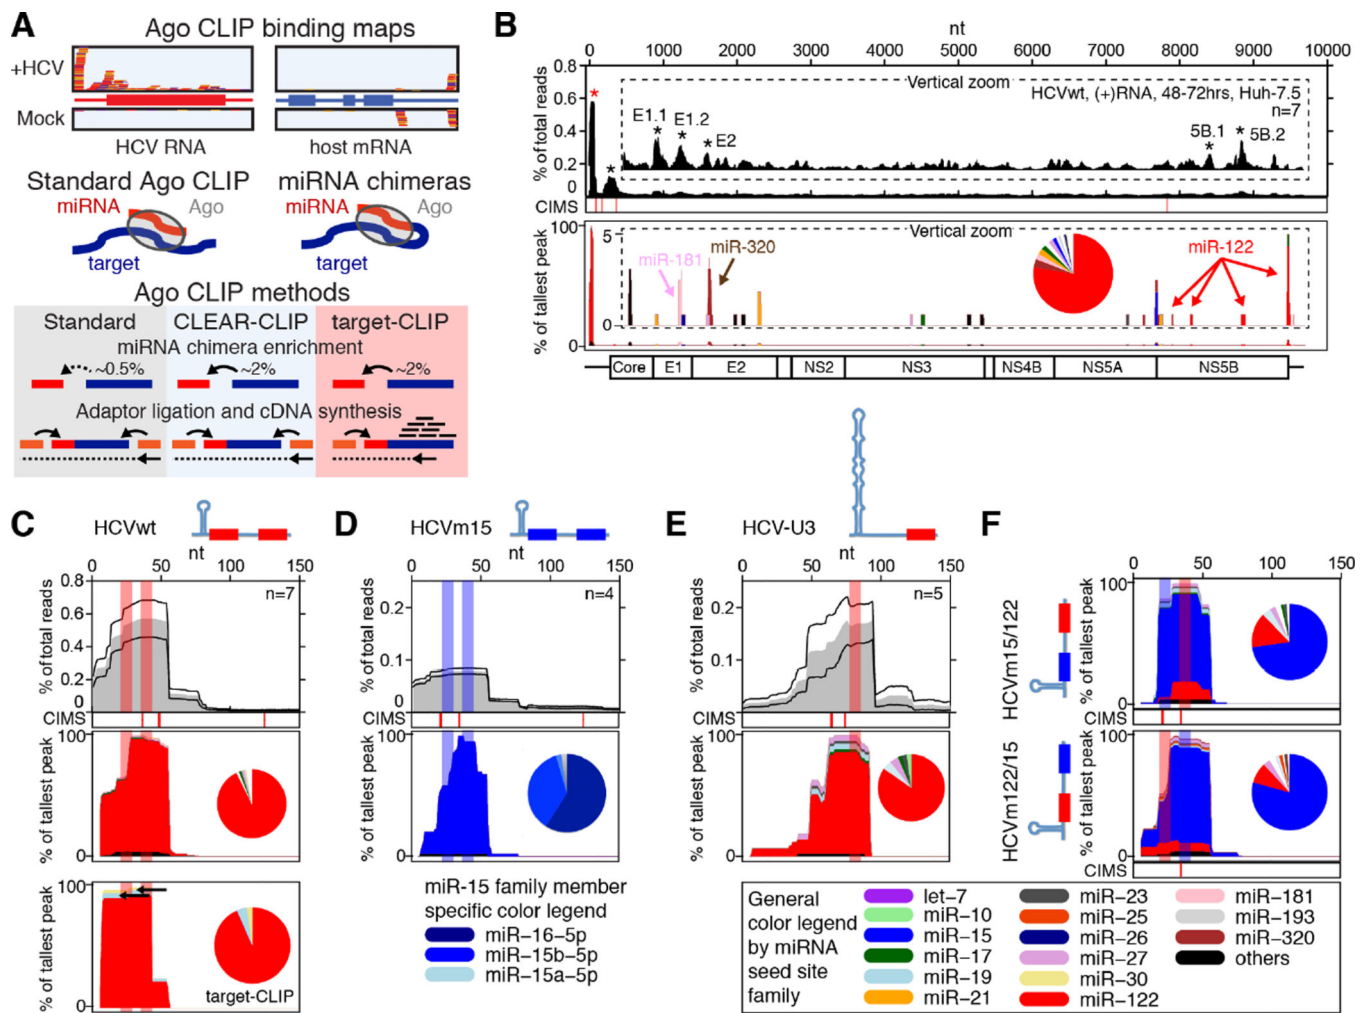 A
Ago CLIP binding maps
+HCV
Mock
HCV RNA
host mRNA
Standard Ago CLIP
miRNA chimeras
miRNA
Ago
miRNA
Ago
target
target
Ago CLIP methods
Standard
CLEAR-CLIP
target-CLIP
miRNA chimera enrichment
~0.5%
~2%
~2%
Adaptor ligation and cDNA synthesis
B
nt
0 1000 2000 3000 4000 5000 6000 7000 8000 9000 10000
% of total reads
0.8
0.6
0.4
0.2
0
Vertical zoom
HCVwt, (+)RNA, 48-72hrs, Huh-7.5
n=7
*
E1.1
*
E1.2
*
E2
*
*
5B.1
*
5B.2
*
CIMS
% of tallest peak
100
0
5
0
Vertical zoom
miR-181
miR-320
miR-122
Core
E1
E2
NS2
NS3
NS4B
NS5A
NS5B
C
HCVwt
nt
0 50 100 150
% of total reads
0.8
0.6
0.4
0.2
0
n=7
CIMS
% of tallest peak
100
0
% of tallest peak
100
0
target-CLIP
D
HCVm15
0 50 100 150
0.2
0.1
0
n=4
CIMS
100
0
miR-15 family member
specific color legend
miR-16-5p
miR-15b-5p
miR-15a-5p
E
HCV-U3
nt
0 50 100 150
% of total reads
0.2
0.1
0
n=5
CIMS
% of tallest peak
100
0
F
0 50 100 150
HCVm15/122
% of tallest peak
100
0
CIMS
HCVm122/15
% of tallest peak
100
0
CIMS
General
color legend
by miRNA
seed site
family
let-7
miR-10
miR-15
miR-17
miR-19
miR-21
miR-23
miR-25
miR-26
miR-27
miR-30
miR-122
miR-181
miR-193
miR-320
others